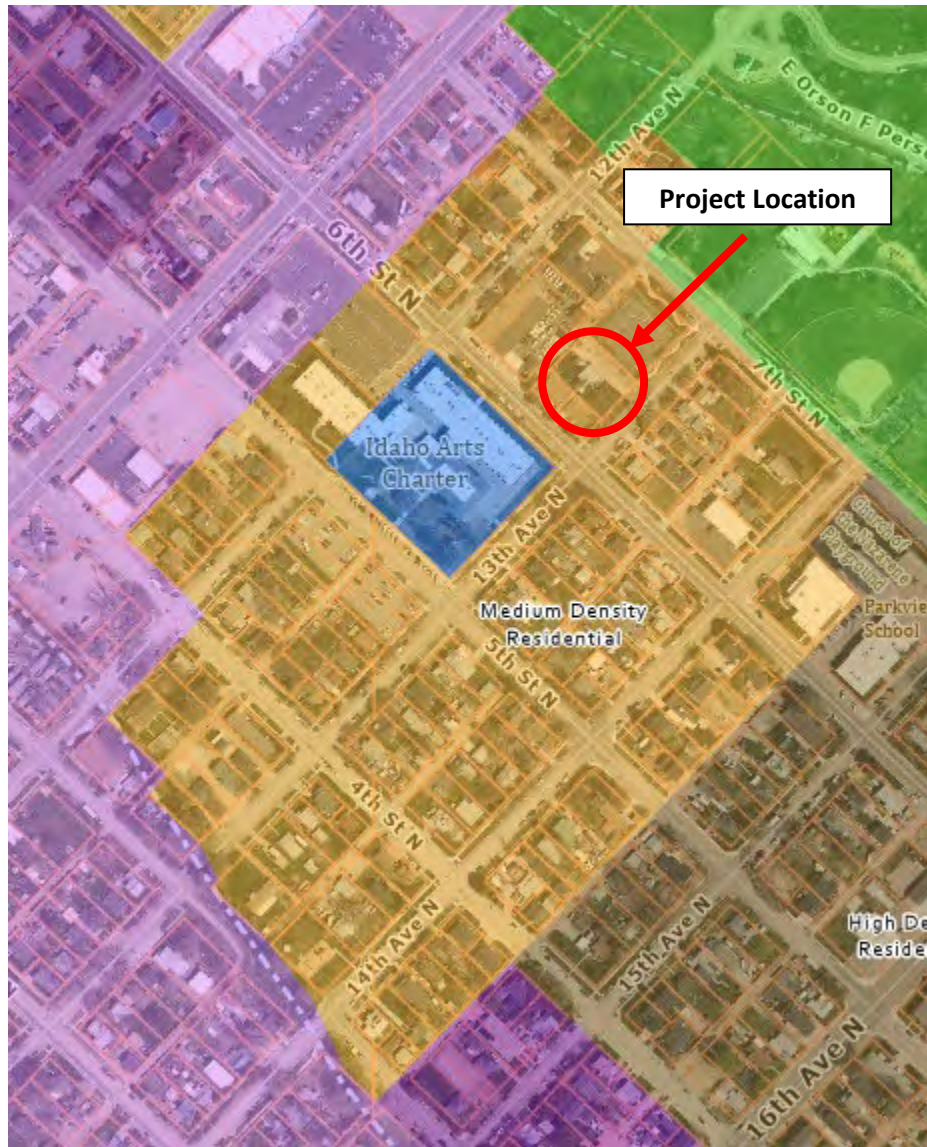 12th Ave N
E Orson F Perso
Project Location
6th St N
7th St N
Idaho Arts
Charter
13th Ave N
Church of
the Nazarene
Playground
Medium Density
Residential
Parkvie
School
5th St N
4th St N
14th Ave N
15th Ave N
High De
Reside
16th Ave N